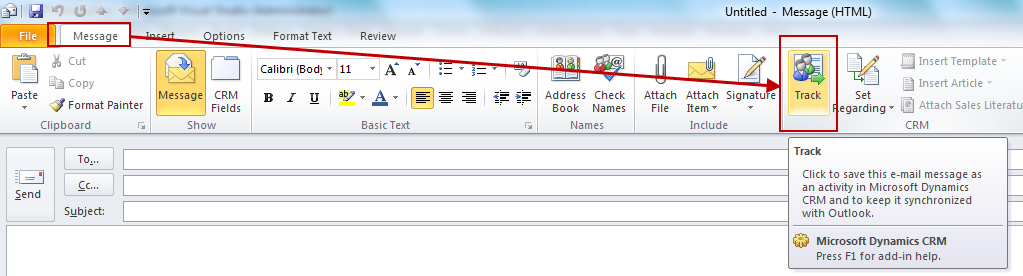 Untitled - Message (HTML)
File Message Insert Options Format Text Review
Cut
Copy
Format Painter
Paste
Clipboard
Message
CRM Fields
Show
Calibri (Body 11 A A
B I U ab A
Basic Text
Address Book
Check Names
Names
Attach File
Attach Item
Signature
Include
Track
Set Regarding
Insert Template
Insert Article
Attach Sales Literatu
CRM
Send
To...
Cc...
Subject:
Track
Click to save this e-mail message as
an activity in Microsoft Dynamics
CRM and to keep it synchronized
with Outlook.
Microsoft Dynamics CRM
Press F1 for add-in help.